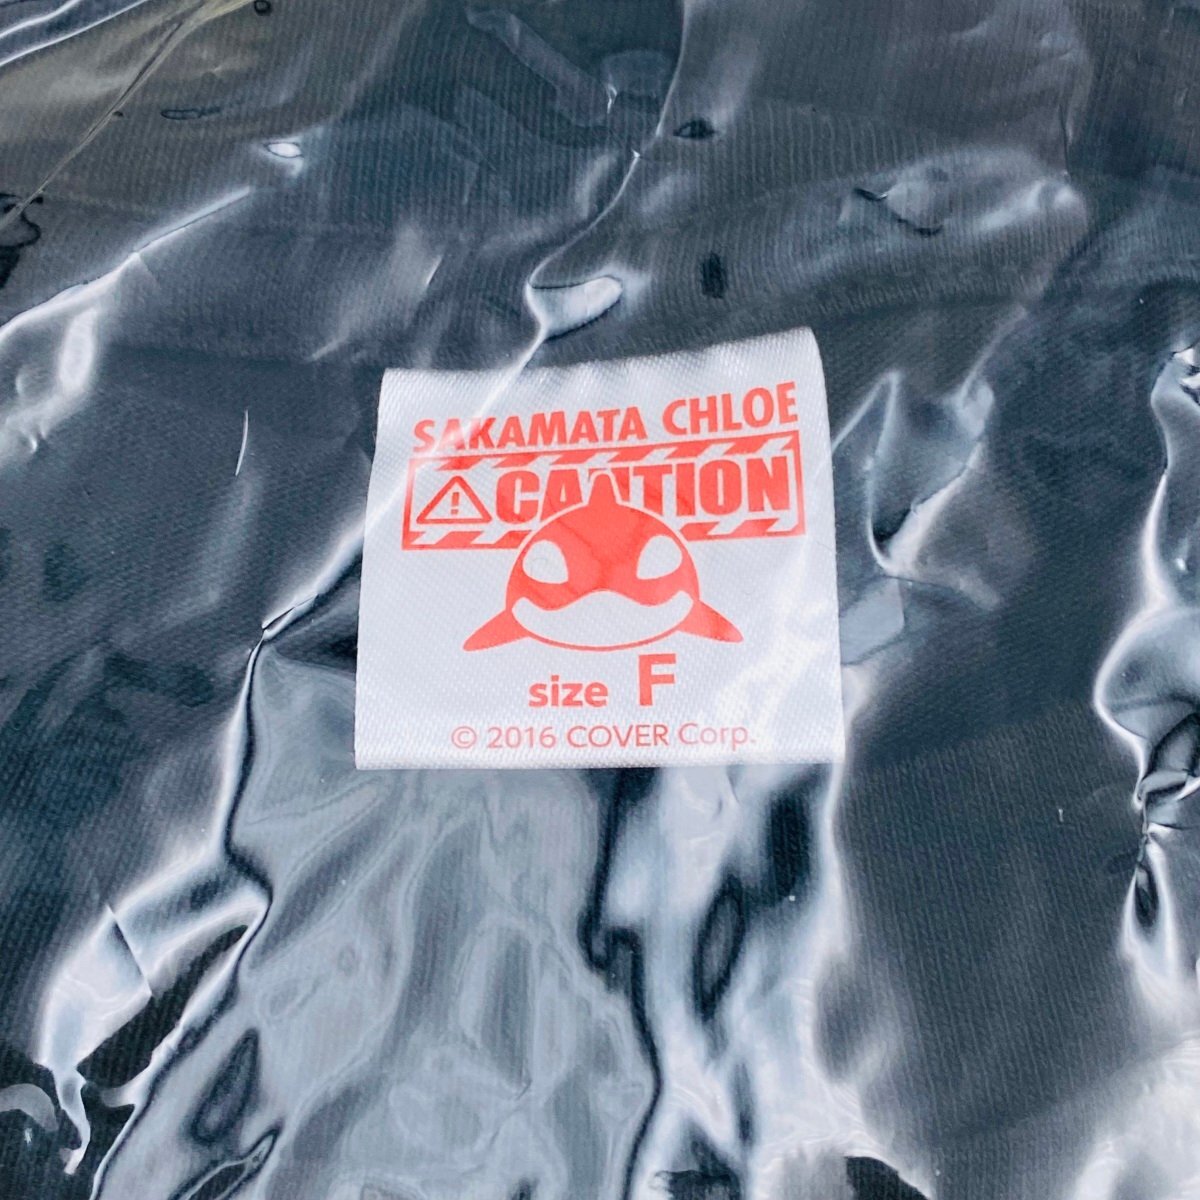 SAKAMATA CHLOE
CAUTION
size F
© 2016 COVER Corp.